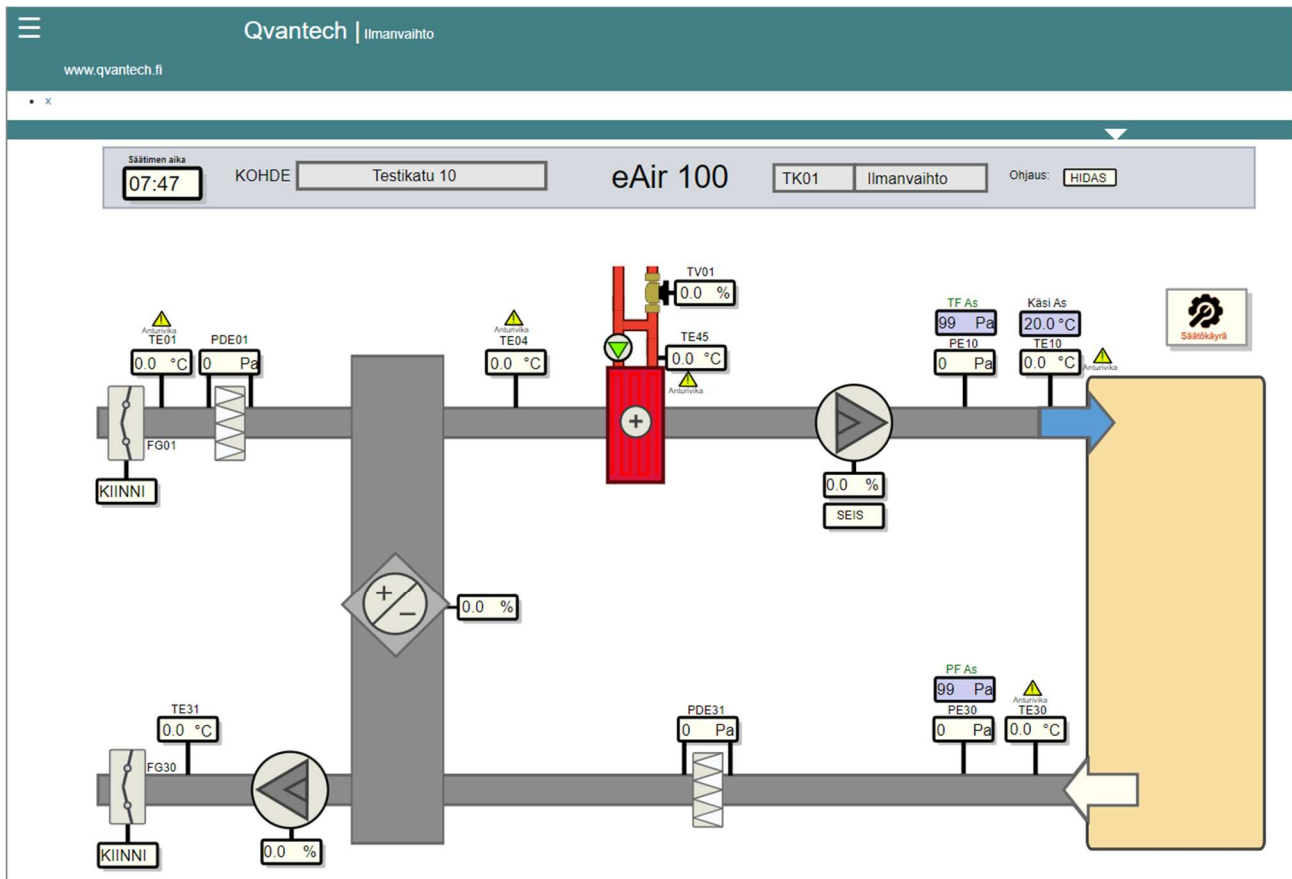 Qvantech | Ilmanvaihto
www.qvantech.fi
x
Säätimen aika
07:47
KOHDE
Testikatu 10
eAir 100
TK01
Ilmanvaihto
Ohjaus:
HIDAS
TV01
0.0 %
TF As
99 Pa
Käsi As
20.0 °C
Säätökäyrä
Anturivika
TE01
0.0 °C
PDE01
0 Pa
Anturivika
TE04
0.0 °C
TE45
0.0 °C
Anturivika
PE10
0 Pa
TE10
0.0 °C
Anturivika
FG01
KIINNI
0.0 %
SEIS
0.0 %
PF As
99 Pa
TE31
0.0 °C
PDE31
0 Pa
PE30
0 Pa
Anturivika
TE30
0.0 °C
FG30
KIINNI
0.0 %